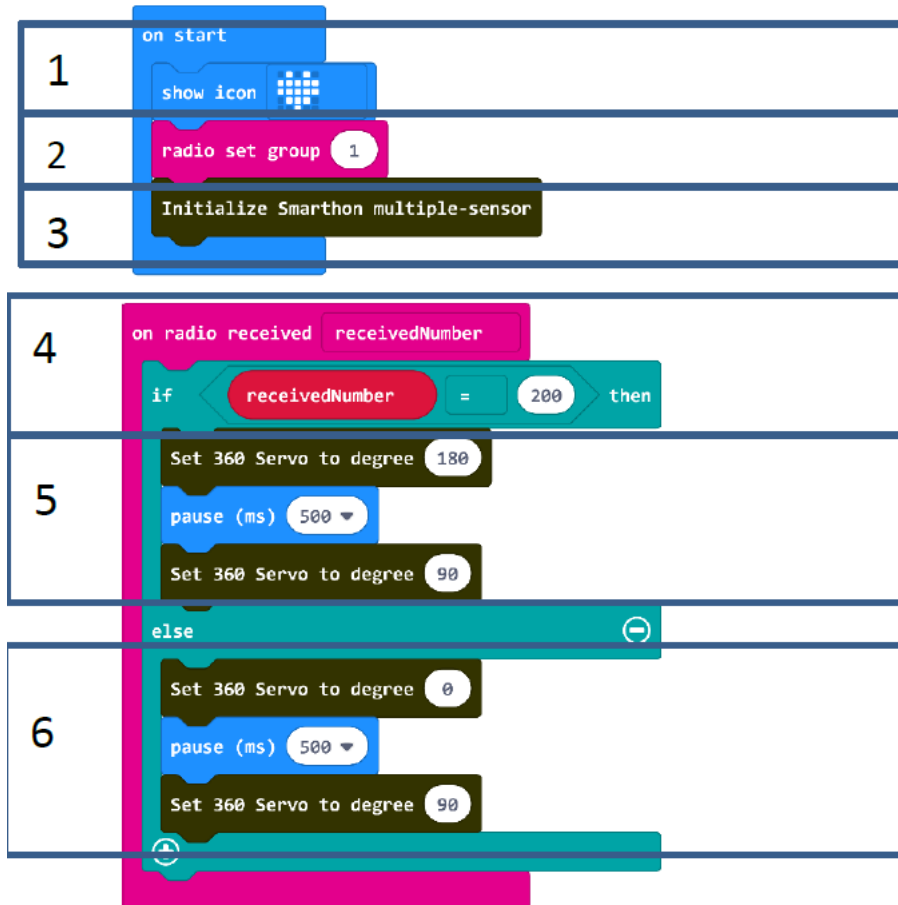 on start
1
show icon
2
radio set group 1
Initialize Smarthon multiple-sensor
3
on radio received receivedNumber
4
if receivedNumber = 200 then
Set 360 Servo to degree 180
5
pause (ms) 500
Set 360 Servo to degree 90
else
Set 360 Servo to degree 0
6
pause (ms) 500
Set 360 Servo to degree 90